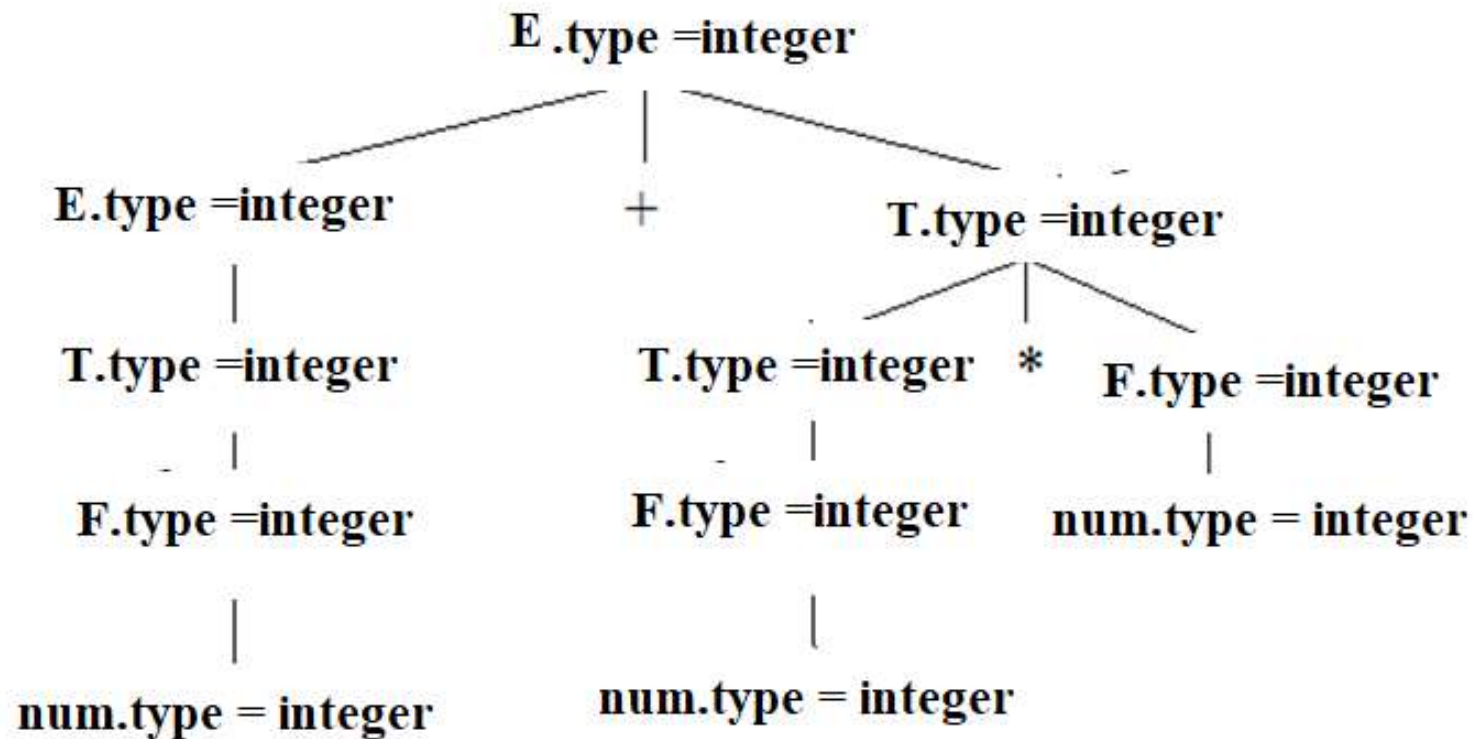 E .type =integer
E.type =integer + T.type =integer
T.type =integer T.type =integer * F.type =integer
F.type =integer F.type =integer num.type = integer
num.type = integer num.type = integer